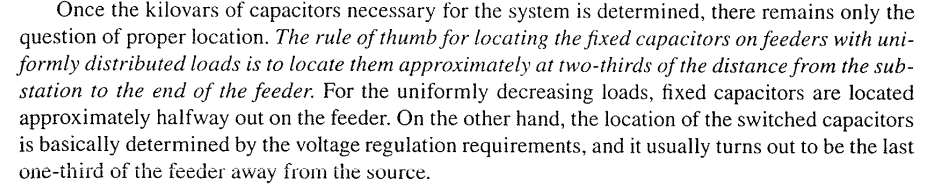 Once the kilovars of capacitors necessary for the system is determined, there remains only the
question of proper location. The rule of thumb for locating the fixed capacitors on feeders with uni-
formly distributed loads is to locate them approximately at two-thirds of the distance from the sub-
station to the end of the feeder. For the uniformly decreasing loads, fixed capacitors are located
approximately halfway out on the feeder. On the other hand, the location of the switched capacitors
is basically determined by the voltage regulation requirements, and it usually turns out to be the last
one-third of the feeder away from the source.